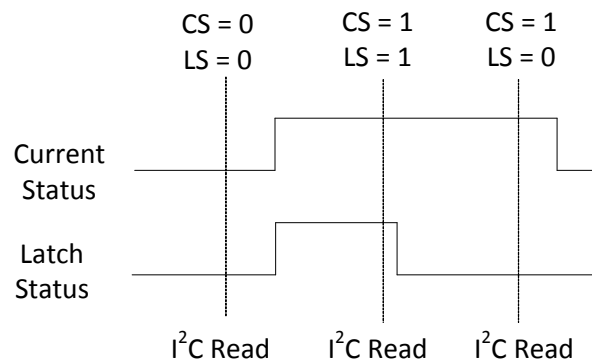 CS = 0 CS = 1 CS = 1
LS = 0 LS = 1 LS = 0
Current
Status
Latch
Status
I²C Read I²C Read I²C Read